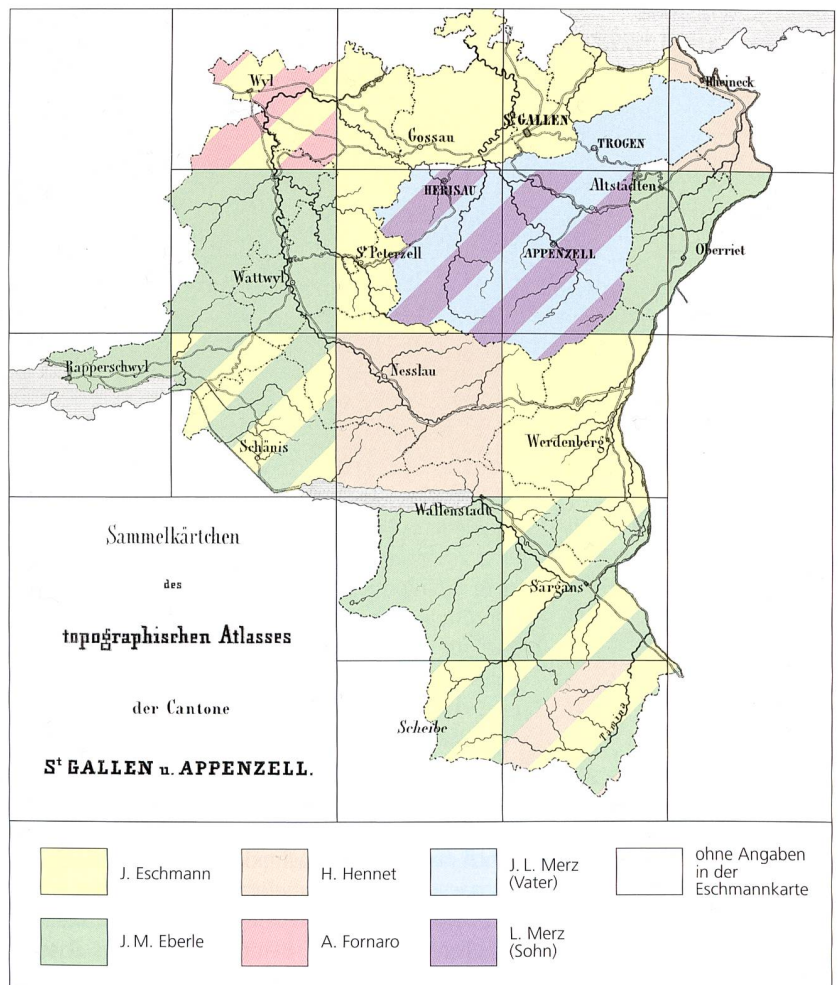 Wyl
Rheineck
St. GALLEN
Gossau
TROGEN
HERISAU
Altstädten
St. Peterzell
APPENZELL
Oberriet
Wattwyl
Rapperschwyl
Nesslau
Schänis
Werdenberg
Wallenstadt
Sargans
Scheibe
Tamina
Sammelkärtchen
des
topographischen Atlasses
der Cantone
St GALLEN u. APPENZELL.
J. Eschmann
H. Hennet
J. L. Merz
(Vater)
ohne Angaben
in der
Eschmannkarte
J. M. Eberle
A. Fornaro
L. Merz
(Sohn)